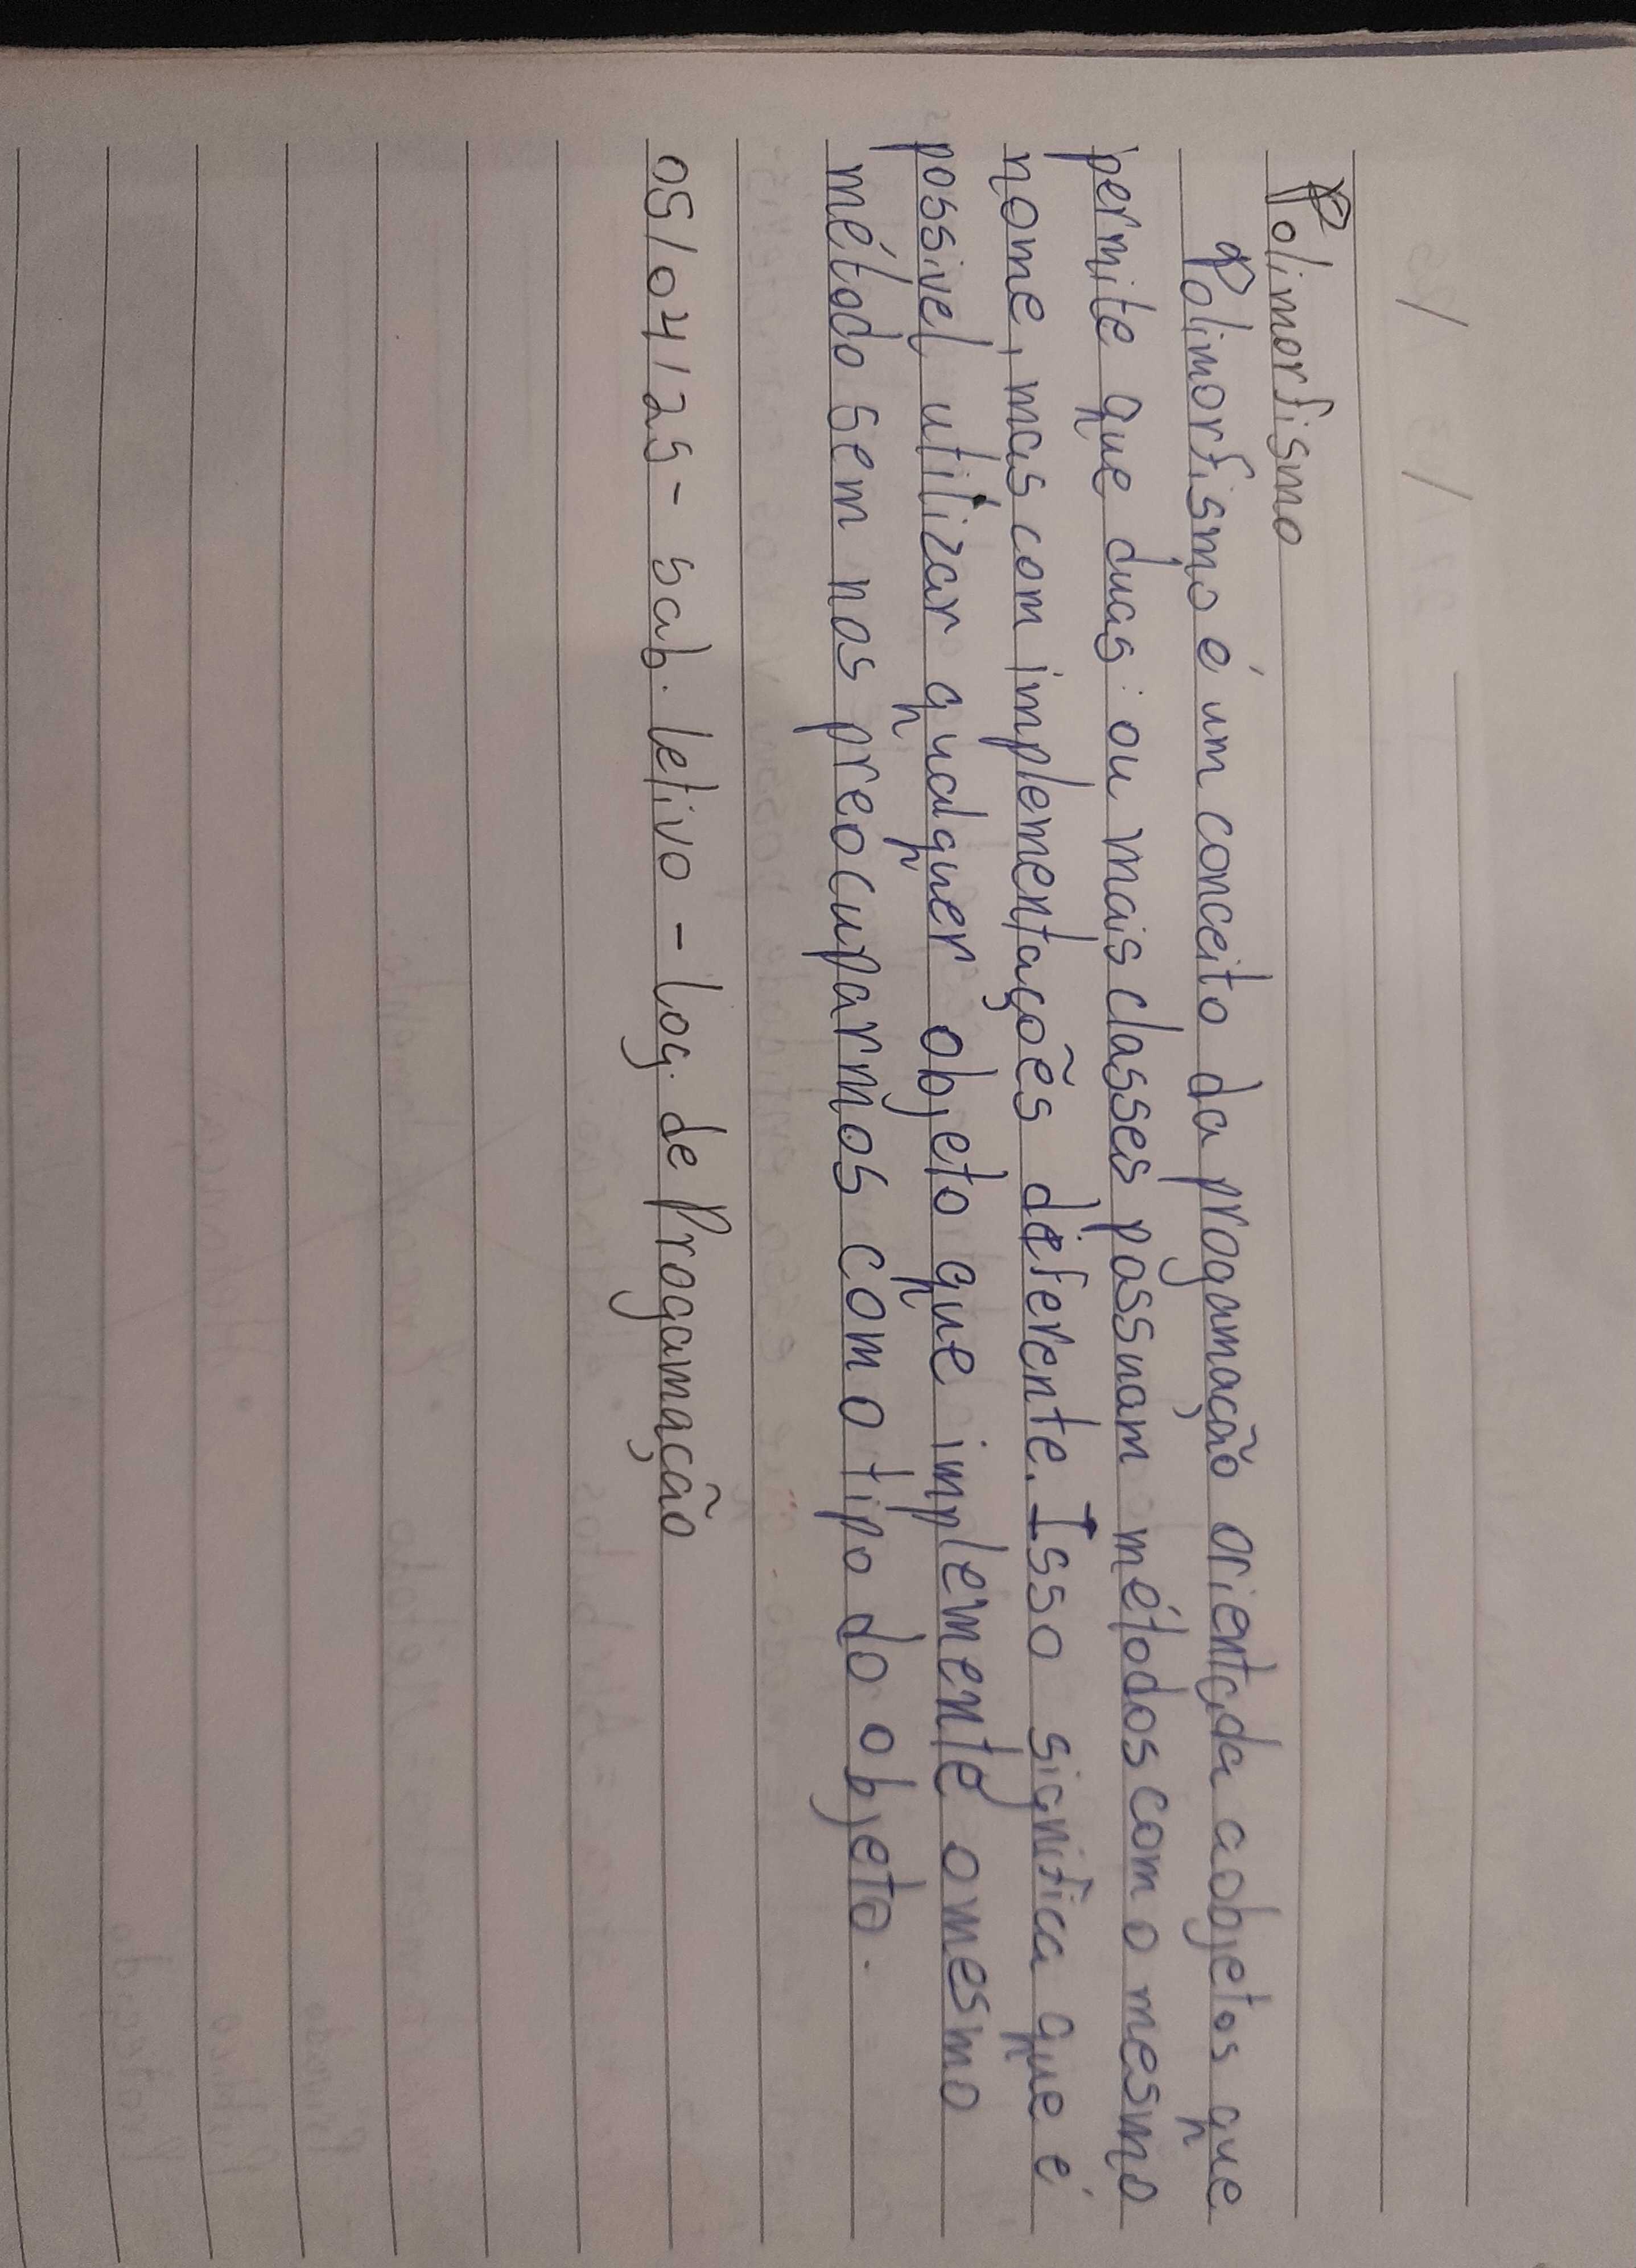 Polimorfismo
Polimorfismo é um conceito da progamação orientada a objetos que
permite que duas ou mais classes possuam métodos com o mesmo
nome, mas com implementações deferente. Isso significa que é
possivel utilizar qualquer objeto que implemente o mesmo
método sem nos preocuparmos com o tipo do objeto.
05/04/25 - Sab. letivo - Log. de Progamação